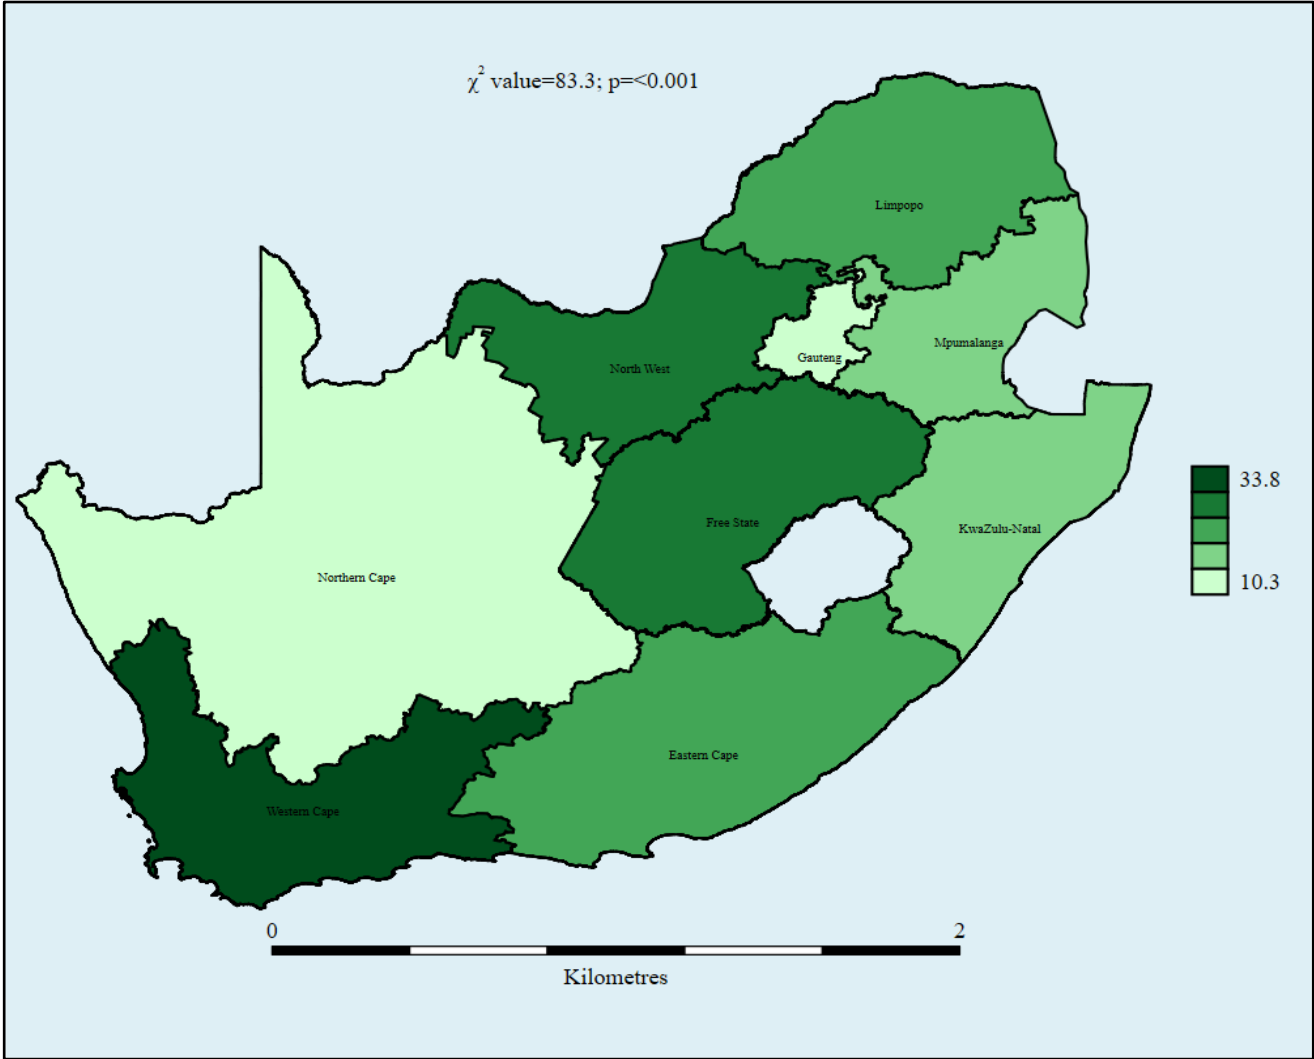 χ² value=83.3; p=<0.001
Limpopo
Mpumalanga
Gauteng
North West
33.8
Free State
KwaZulu-Natal
Northern Cape
10.3
Eastern Cape
Western Cape
0 2
Kilometres